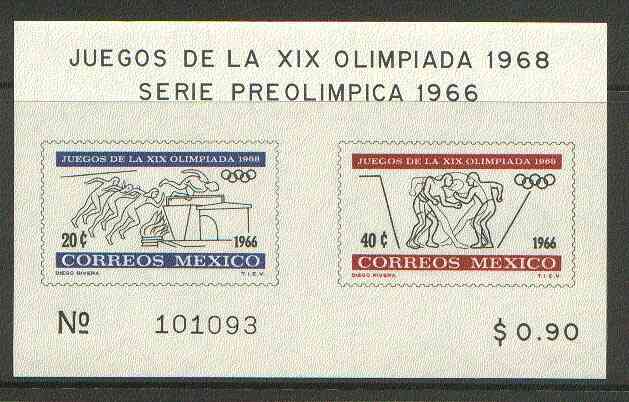 JUEGOS DE LA XIX OLIMPIADA 1968
SERIE PREOLIMPICA 1966
JUEGOS DE LA XIX OLIMPIADA 1968
20 ¢
1966
CORREOS MEXICO
DIEGO RIVERA
T.I.E.V.
JUEGOS DE LA XIX OLIMPIADA 1968
40 ¢
1966
CORREOS MEXICO
DIEGO RIVERA
T.I.E.V.
Nº 101093
$ 0.90